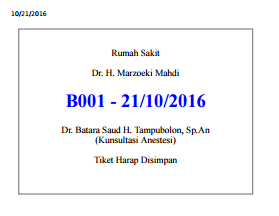 10/21/2016
Rumah Sakit
Dr. H. Marzoeki Mahdi
B001 - 21/10/2016
Dr. Batara Saud H. Tampubolon, Sp.An
(Kunsultasi Anestesi)
Tiket Harap Disimpan